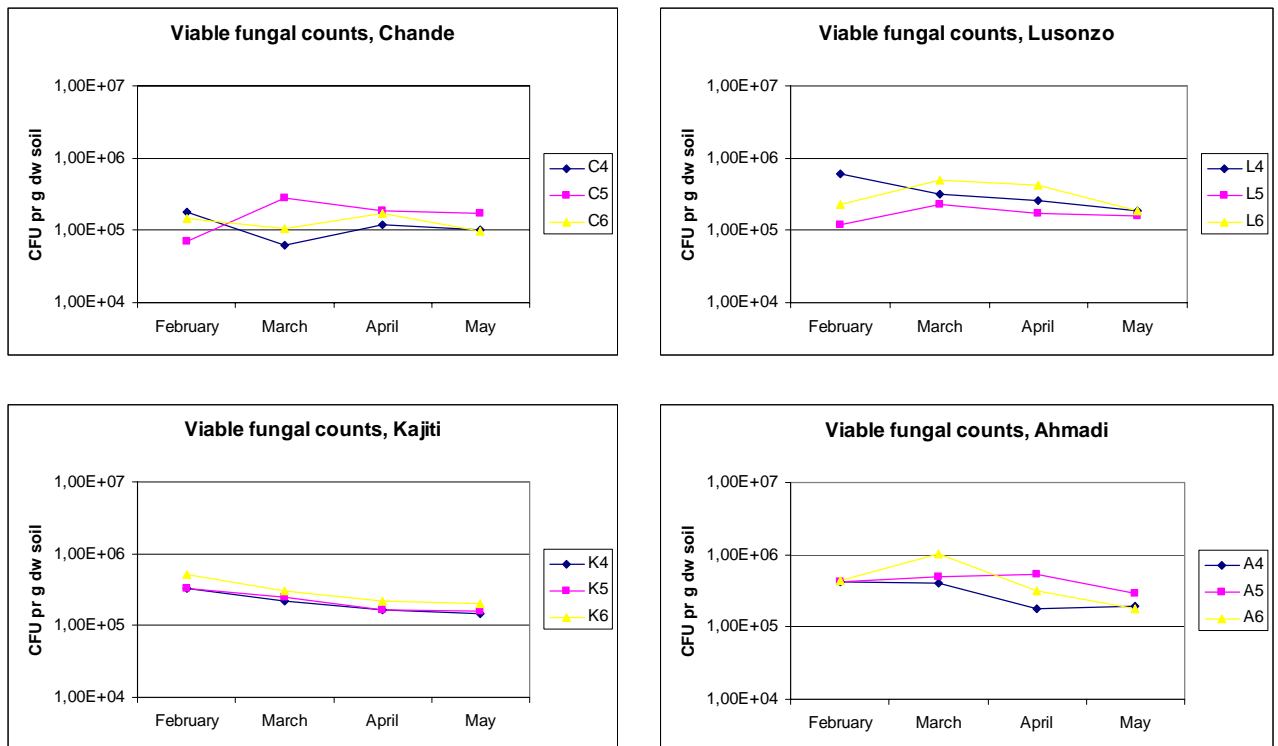 Viable fungal counts, Chande
1,00E+07
1,00E+06
1,00E+05
1,00E+04
CFU pr g dw soil
February March April May
C4
C5
C6
Viable fungal counts, Lusonzo
1,00E+07
1,00E+06
1,00E+05
1,00E+04
CFU pr g dw soil
February March April May
L4
L5
L6
Viable fungal counts, Kajiti
1,00E+07
1,00E+06
1,00E+05
1,00E+04
CFU pr g dw soil
February March April May
K4
K5
K6
Viable fungal counts, Ahmadi
1,00E+07
1,00E+06
1,00E+05
1,00E+04
CFU pr g dw soil
February March April May
A4
A5
A6